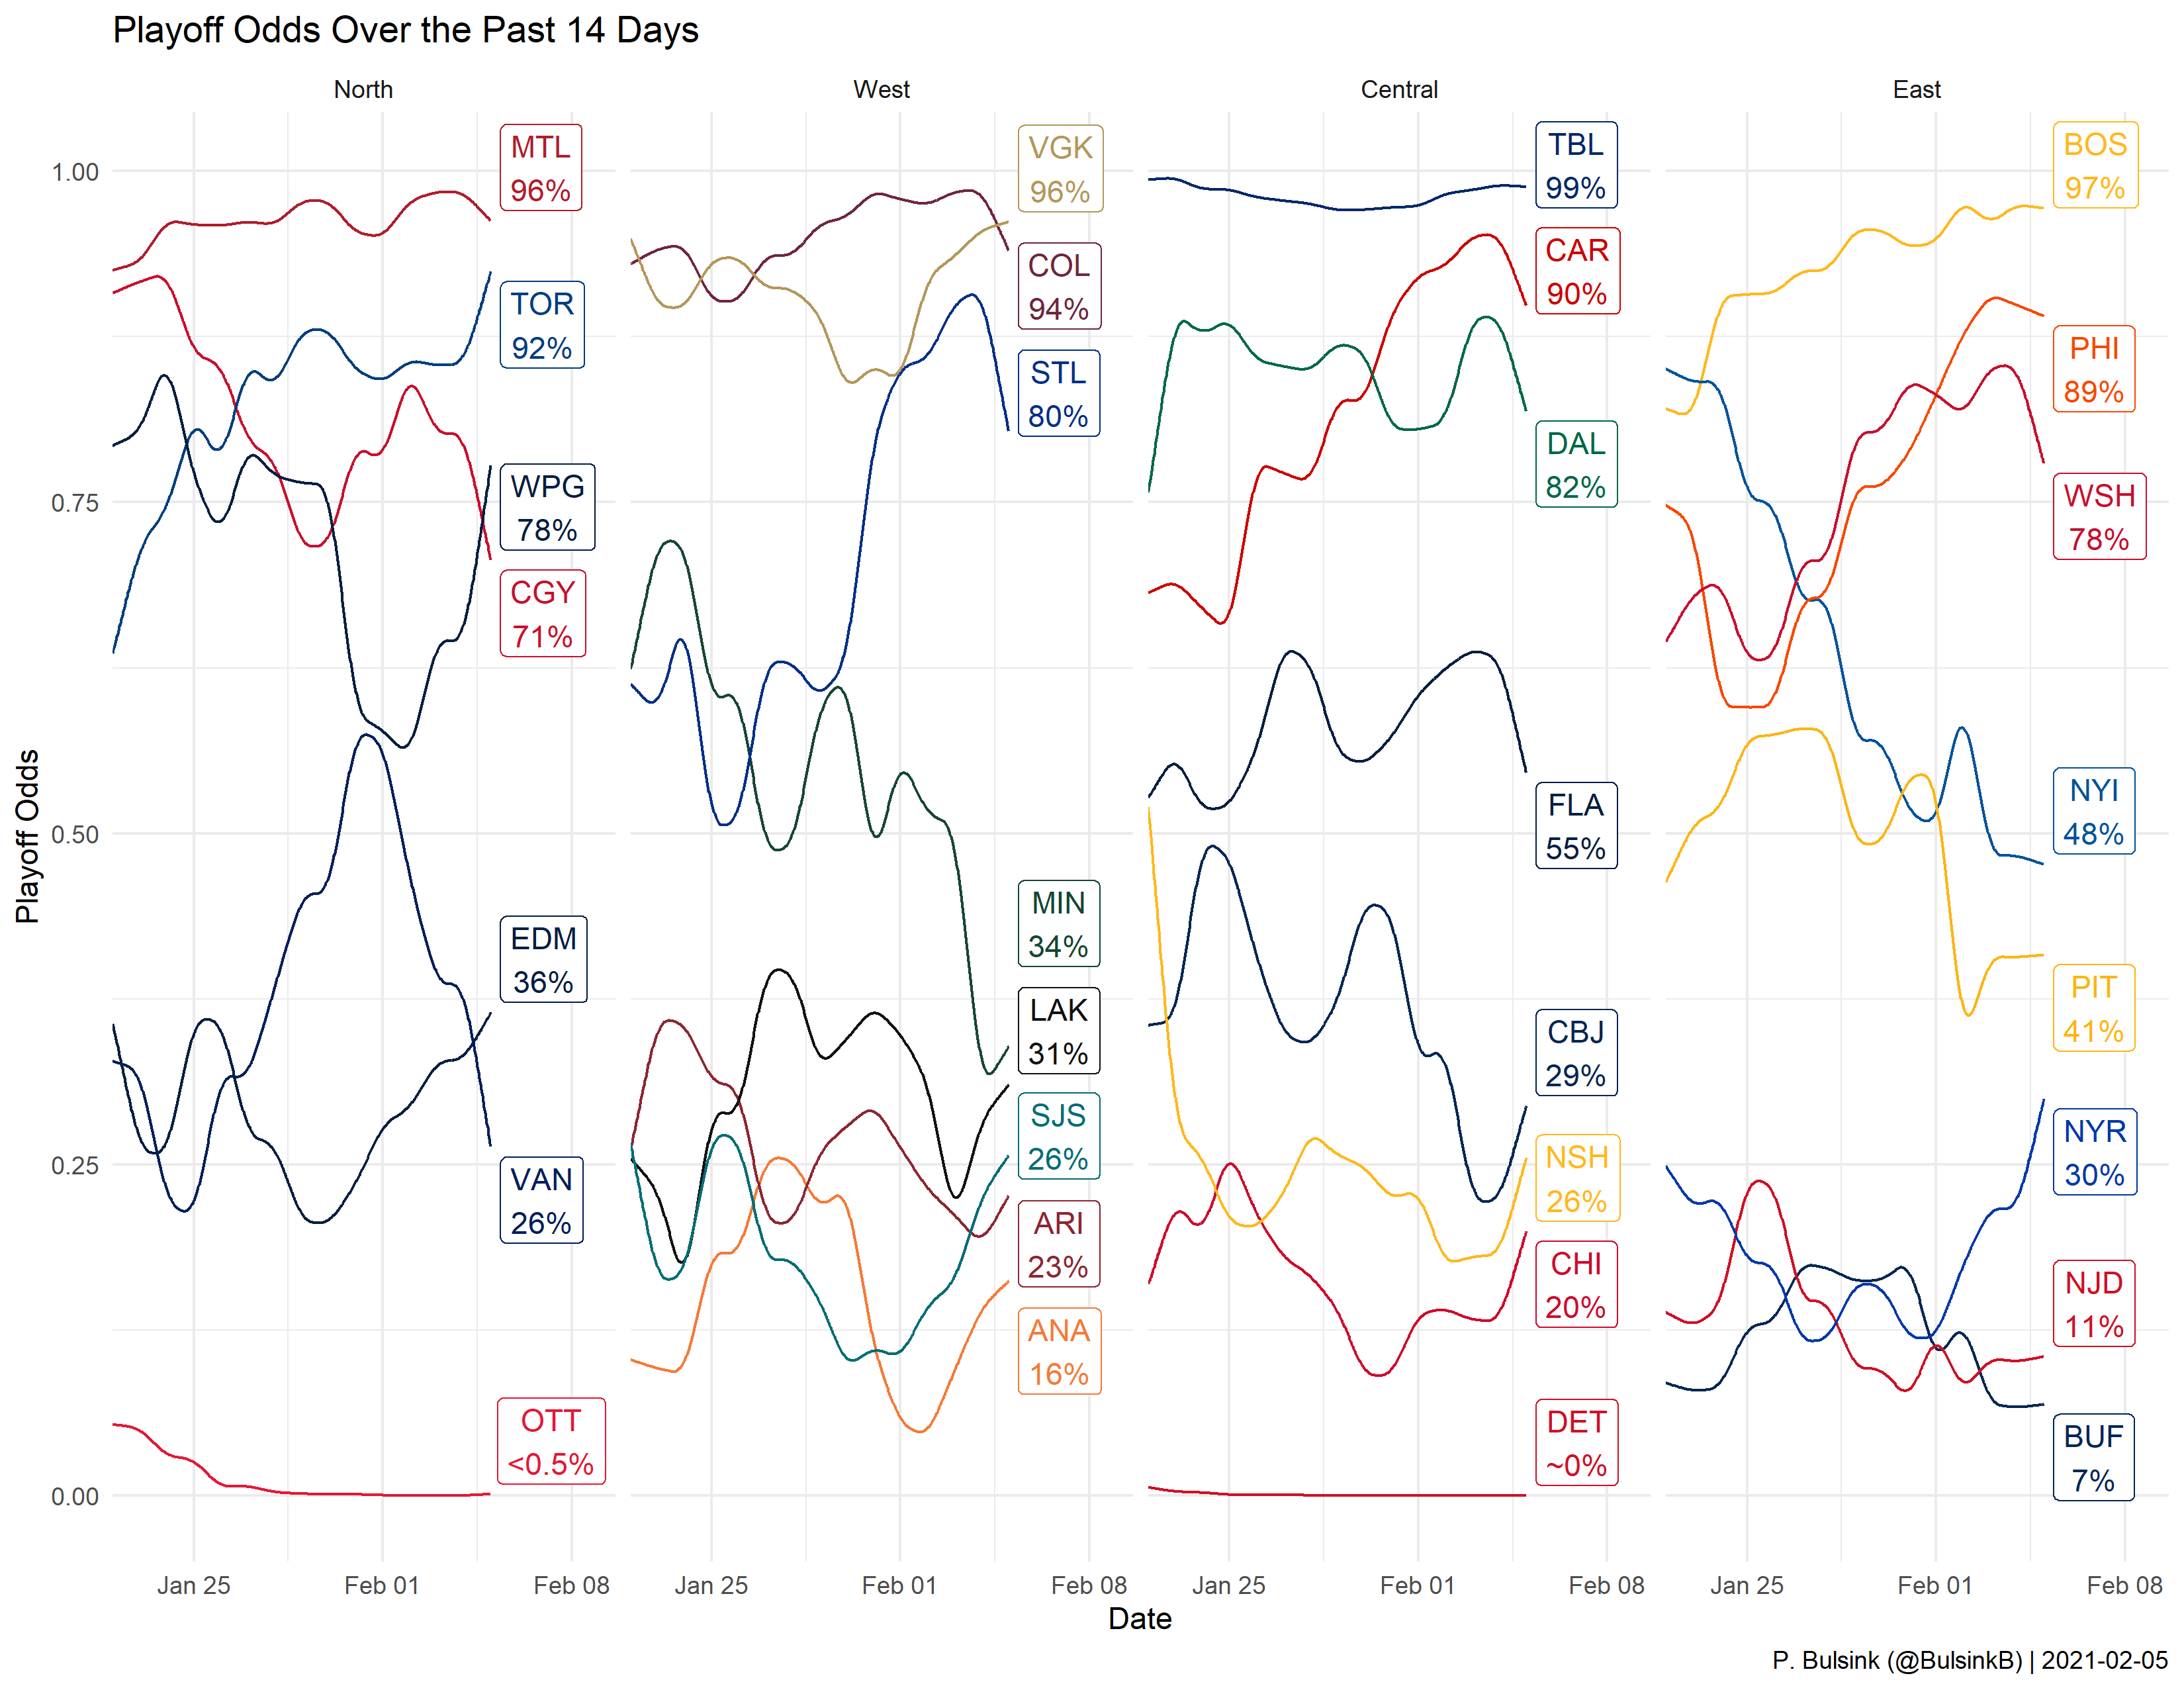 Playoff Odds Over the Past 14 Days
North
West
Central
East
Playoff Odds
1.00
0.75
0.50
0.25
0.00
MTL
96%
TOR
92%
WPG
78%
CGY
71%
EDM
36%
VAN
26%
OTT
<0.5%
VGK
96%
COL
94%
STL
80%
MIN
34%
LAK
31%
SJS
26%
ARI
23%
ANA
16%
TBL
99%
CAR
90%
DAL
82%
FLA
55%
CBJ
29%
NSH
26%
CHI
20%
DET
~0%
BOS
97%
PHI
89%
WSH
78%
NYI
48%
PIT
41%
NYR
30%
NJD
11%
BUF
7%
Jan 25
Feb 01
Feb 08
Jan 25
Feb 01
Feb 08
Jan 25
Feb 01
Feb 08
Jan 25
Feb 01
Feb 08
Date
P. Bulsink (@BulsinkB) | 2021-02-05